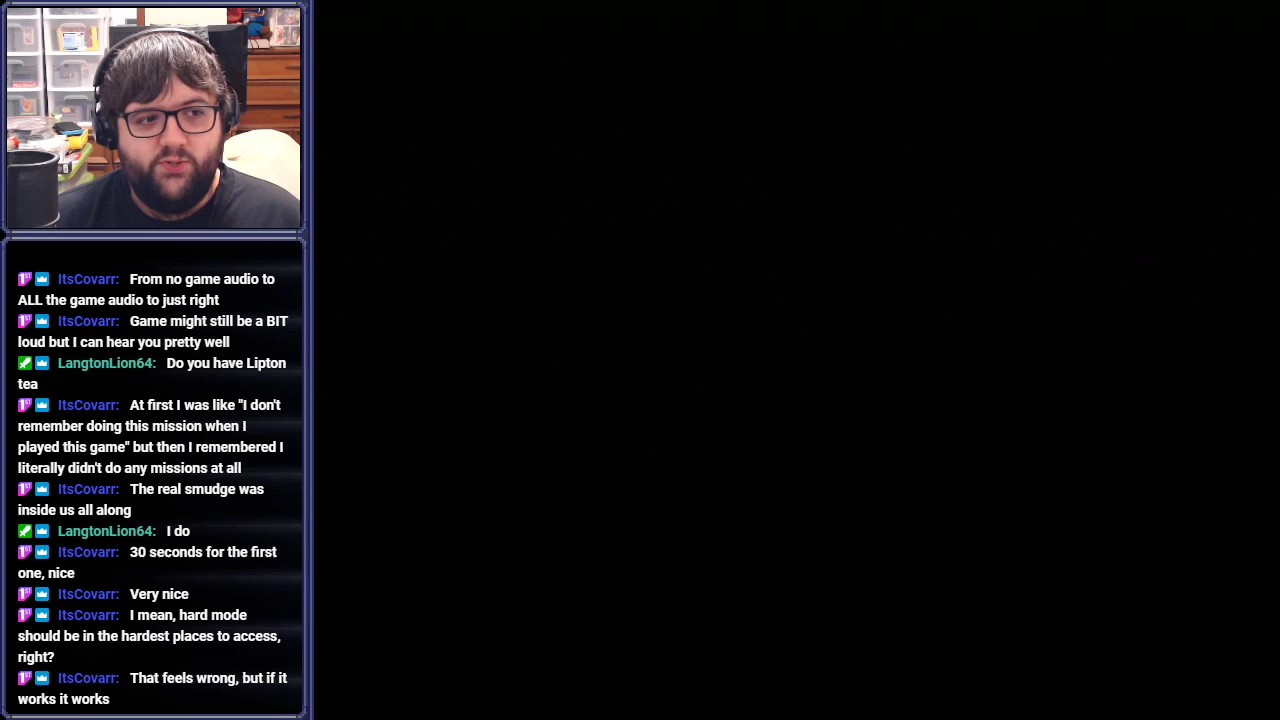 ItsCovarr: From no game audio to
ALL the game audio to just right
ItsCovarr: Game might still be a BIT
loud but I can hear you pretty well
LangtonLion64: Do you have Lipton
tea
ItsCovarr: At first I was like "I don't
remember doing this mission when I
played this game" but then I remembered I
literally didn't do any missions at all
ItsCovarr: The real smudge was
inside us all along
LangtonLion64: I do
ItsCovarr: 30 seconds for the first
one, nice
ItsCovarr: Very nice
ItsCovarr: I mean, hard mode
should be in the hardest places to access,
right?
ItsCovarr: That feels wrong, but if it
works it works